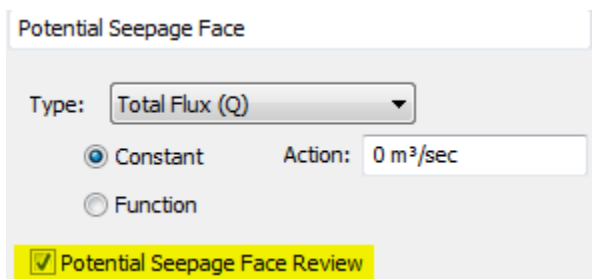 Potential Seepage Face
Type: Total Flux (Q)
Constant Action: 0 m³/sec
Function
Potential Seepage Face Review